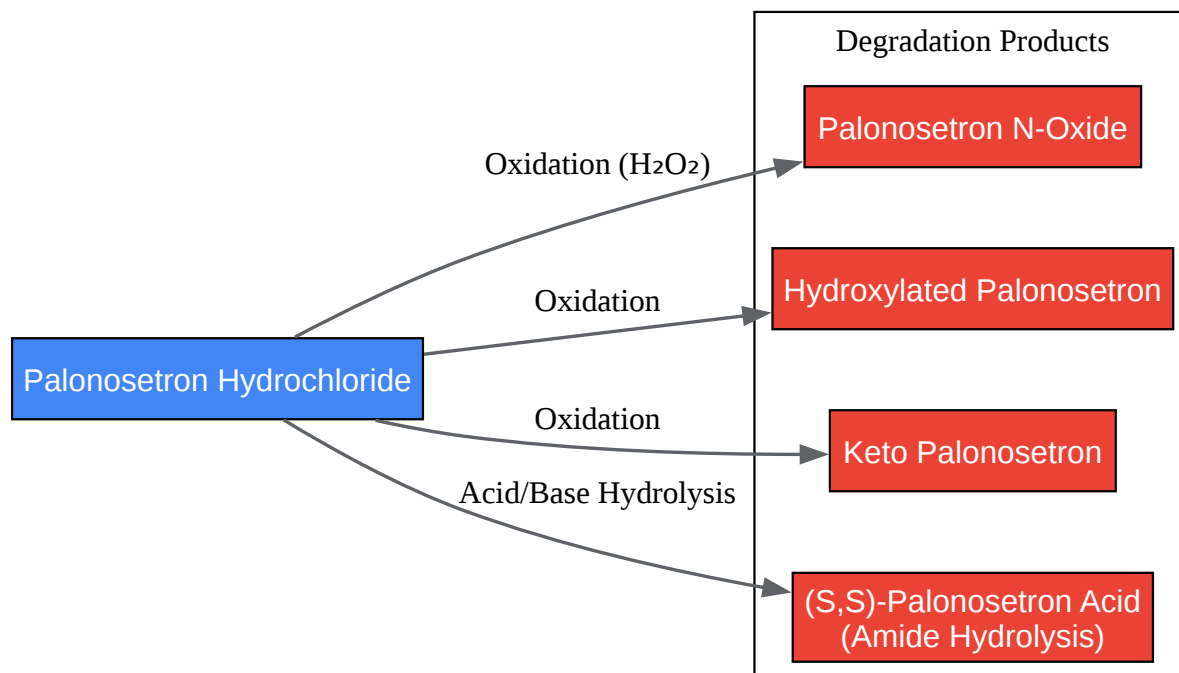 Degradation Products
Palonosetron N-Oxide
Oxidation (H₂O₂)
Hydroxylated Palonosetron
Oxidation
Palonosetron Hydrochloride
Oxidation
Keto Palonosetron
Acid/Base Hydrolysis
(S,S)-Palonosetron Acid
(Amide Hydrolysis)